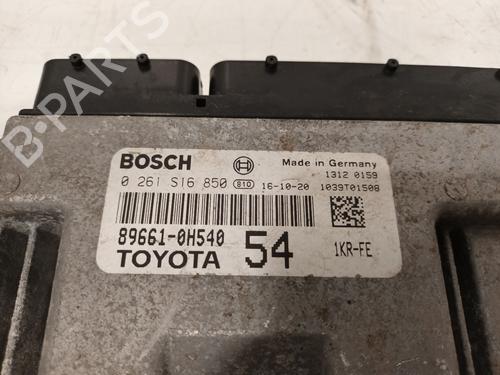 BOSCH
Made in Germany
1312 0159
0 261 S16 850 810 16-10-20 1039T01508
89661-0H540
54
TOYOTA
1KR-FE
B-PARTS